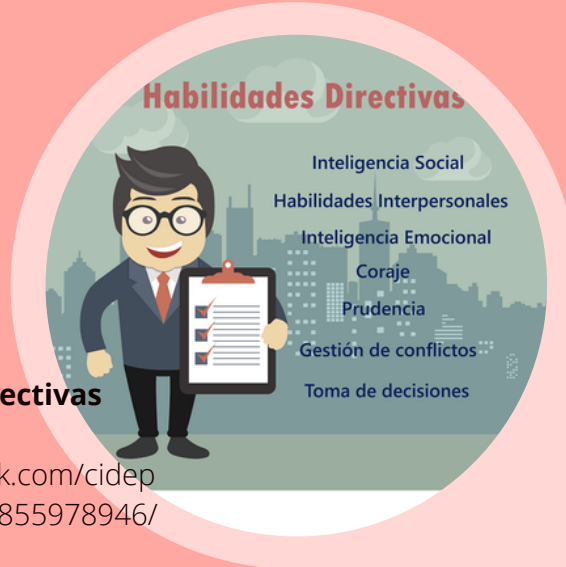 Habilidades Directivas
Inteligencia Social
Habilidades Interpersonales
Inteligencia Emocional
Coraje
Prudencia
Gestión de conflictos
Toma de decisiones
ectivas
k.com/cidep
855978946/